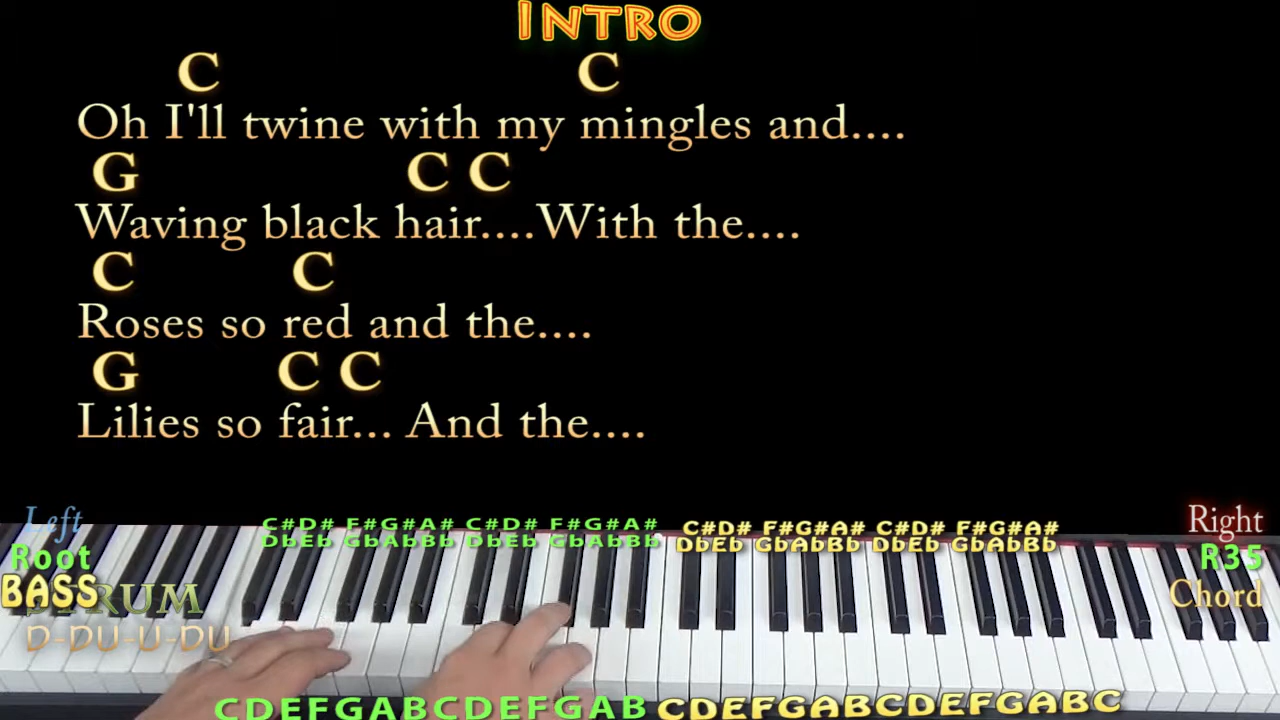 INTRO
C C
Oh I'll twine with my mingles and....
G C C
Waving black hair....With the....
C C
Roses so red and the....
G C C
Lilies so fair... And the....
Left
Root
BASS
STRUM
D-DU-U-DU
C#D# F#G#A# C#D# F#G#A# C#D# F#G#A# C#D# F#G#A#
DbEb GbAbBb DbEb GbAbBb DbEb GbAbBb DbEb GbAbBb
Right
R35
Chord
CDEFGABCDEFGAB CDEFGABCDEFGABC